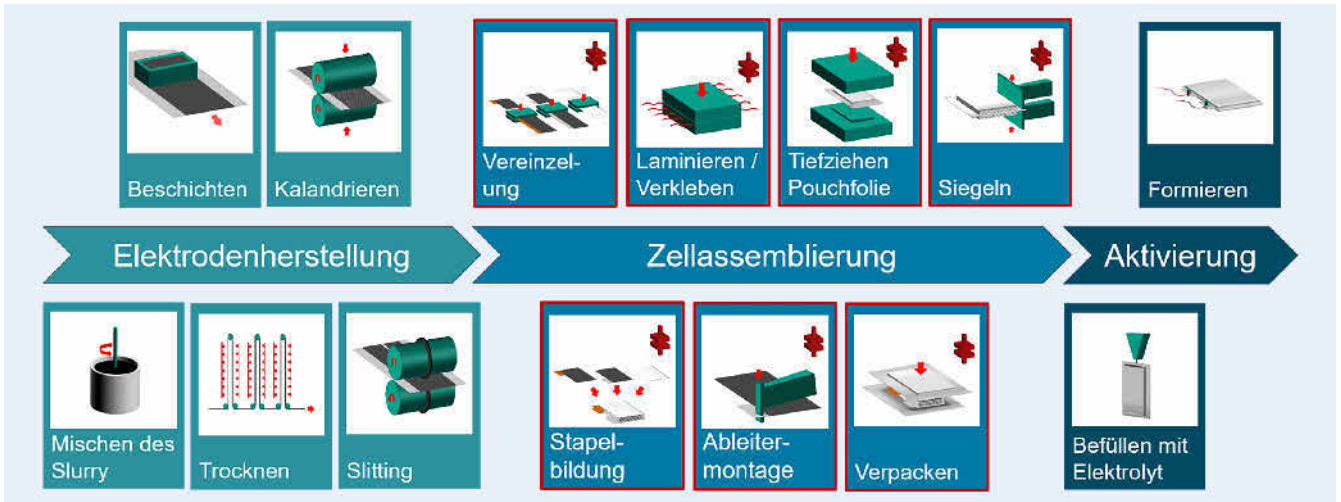 Beschichten
Kalandrieren
Vereinzel-
ung
Laminieren /
Verkleben
Tiefziehen
Pouchfolie
Siegeln
Formieren
Elektrodenherstellung
Zellassemblierung
Aktivierung
Mischen des
Slurry
Trocknen
Slitting
Stapel-
bildung
Ableiter-
montage
Verpacken
Befüllen mit
Elektrolyt